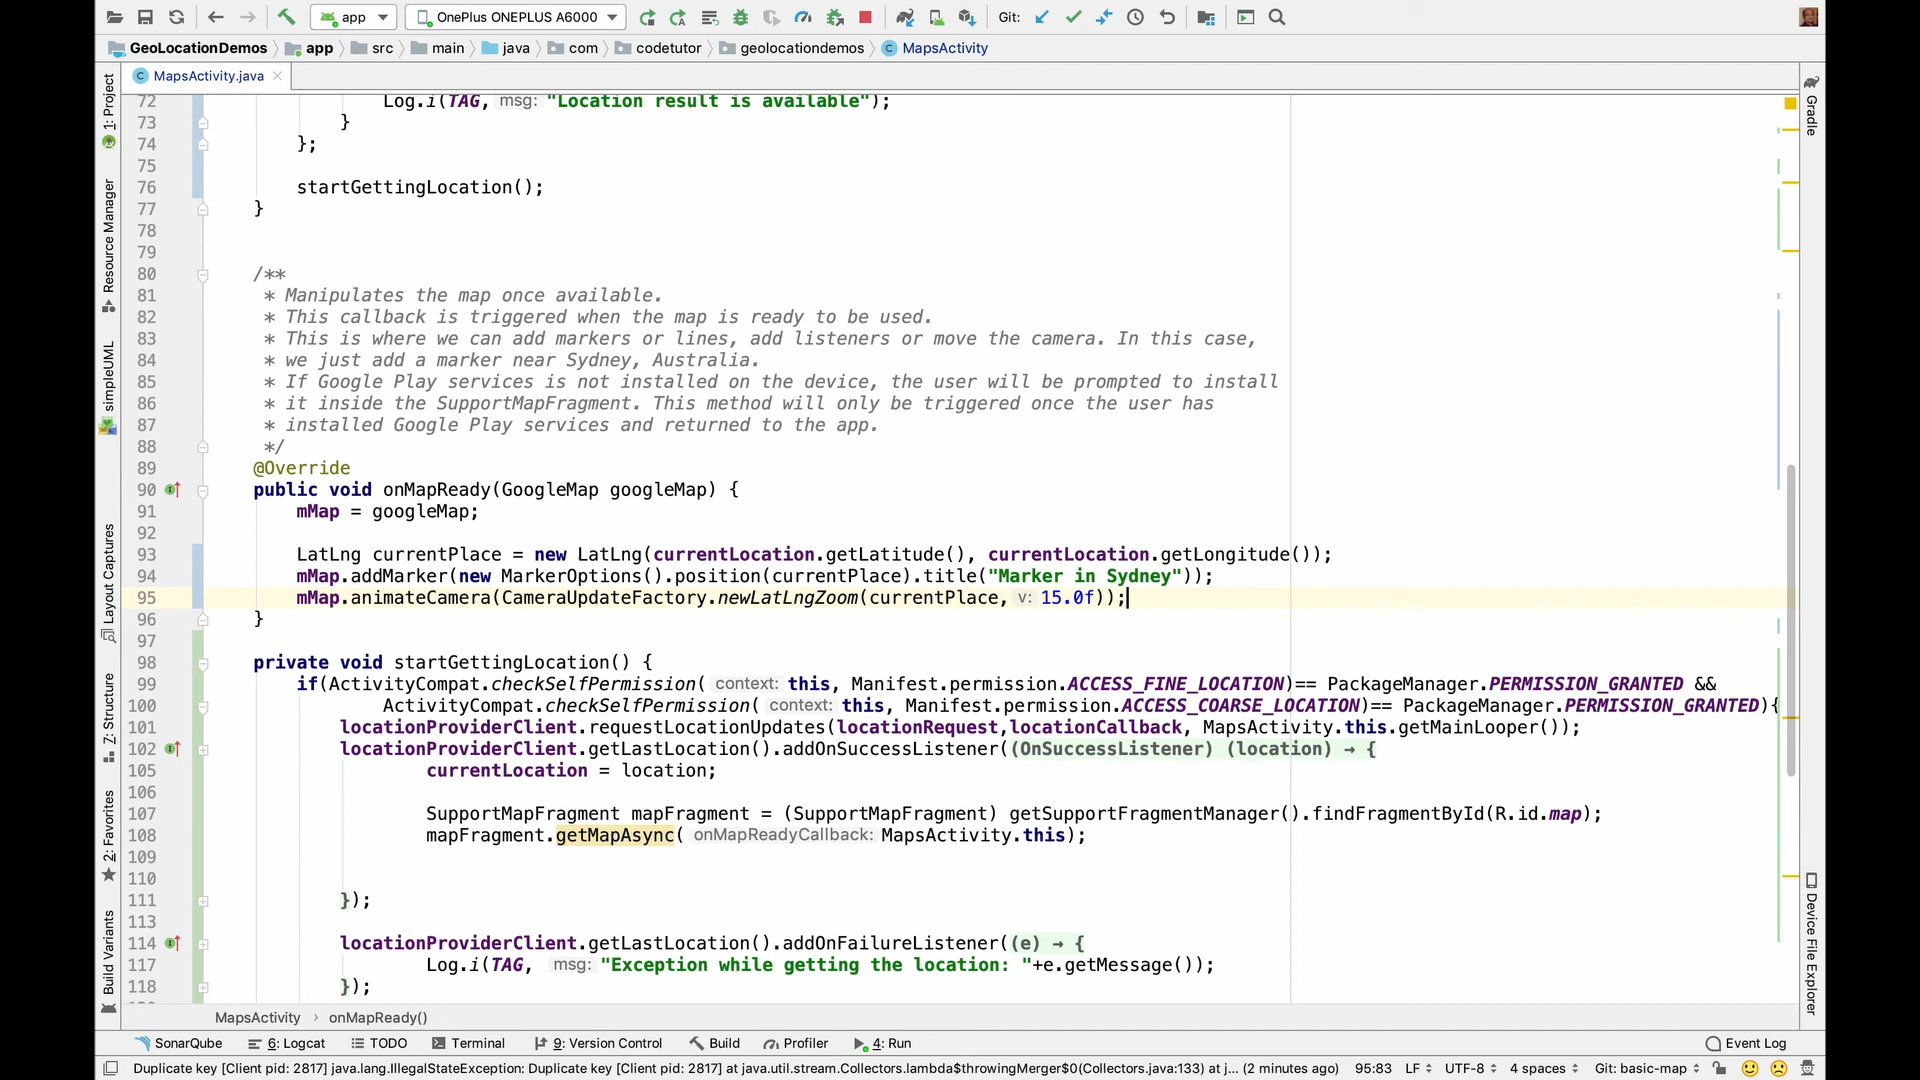 app
OnePlus ONEPLUS A6000
Git:
GeoLocationDemos
app
src
main
java
com
codetutor
geolocationdemos
MapsActivity
MapsActivity.java
1: Project
Resource Manager
simpleUML
Layout Captures
7: Structure
2: Favorites
Build Variants
72 Log.i(TAG, msg: "Location result is available");
73 }
74 };
75
76 startGettingLocation();
77 }
78
79
80 /**
81 * Manipulates the map once available.
82 * This callback is triggered when the map is ready to be used.
83 * This is where we can add markers or lines, add listeners or move the camera. In this case,
84 * we just add a marker near Sydney, Australia.
85 * If Google Play services is not installed on the device, the user will be prompted to install
86 * it inside the SupportMapFragment. This method will only be triggered once the user has
87 * installed Google Play services and returned to the app.
88 */
89 @Override
90 public void onMapReady(GoogleMap googleMap) {
91 mMap = googleMap;
92
93 LatLng currentPlace = new LatLng(currentLocation.getLatitude(), currentLocation.getLongitude());
94 mMap.addMarker(new MarkerOptions().position(currentPlace).title("Marker in Sydney"));
95 mMap.animateCamera(CameraUpdateFactory.newLatLngZoom(currentPlace, v: 15.0f));
96 }
97
98 private void startGettingLocation() {
99 if(ActivityCompat.checkSelfPermission( context: this, Manifest.permission.ACCESS_FINE_LOCATION)== PackageManager.PERMISSION_GRANTED &&
100 ActivityCompat.checkSelfPermission( context: this, Manifest.permission.ACCESS_COARSE_LOCATION)== PackageManager.PERMISSION_GRANTED){
101 locationProviderClient.requestLocationUpdates(locationRequest,locationCallback, MapsActivity.this.getMainLooper());
102 locationProviderClient.getLastLocation().addOnSuccessListener((OnSuccessListener) (location) → {
105 currentLocation = location;
106
107 SupportMapFragment mapFragment = (SupportMapFragment) getSupportFragmentManager().findFragmentById(R.id.map);
108 mapFragment.getMapAsync( onMapReadyCallback: MapsActivity.this);
109
110
111 });
113
114 locationProviderClient.getLastLocation().addOnFailureListener((e) → {
117 Log.i(TAG, msg: "Exception while getting the location: "+e.getMessage());
118 });
Gradle
Device File Explorer
MapsActivity › onMapReady()
SonarQube
6: Logcat
TODO
Terminal
9: Version Control
Build
Profiler
4: Run
Event Log
Duplicate key [Client pid: 2817] java.lang.IllegalStateException: Duplicate key [Client pid: 2817] at java.util.stream.Collectors.lambda$throwingMerger$0(Collectors.java:133) at j... (2 minutes ago)
95:83
LF
UTF-8
4 spaces
Git: basic-map